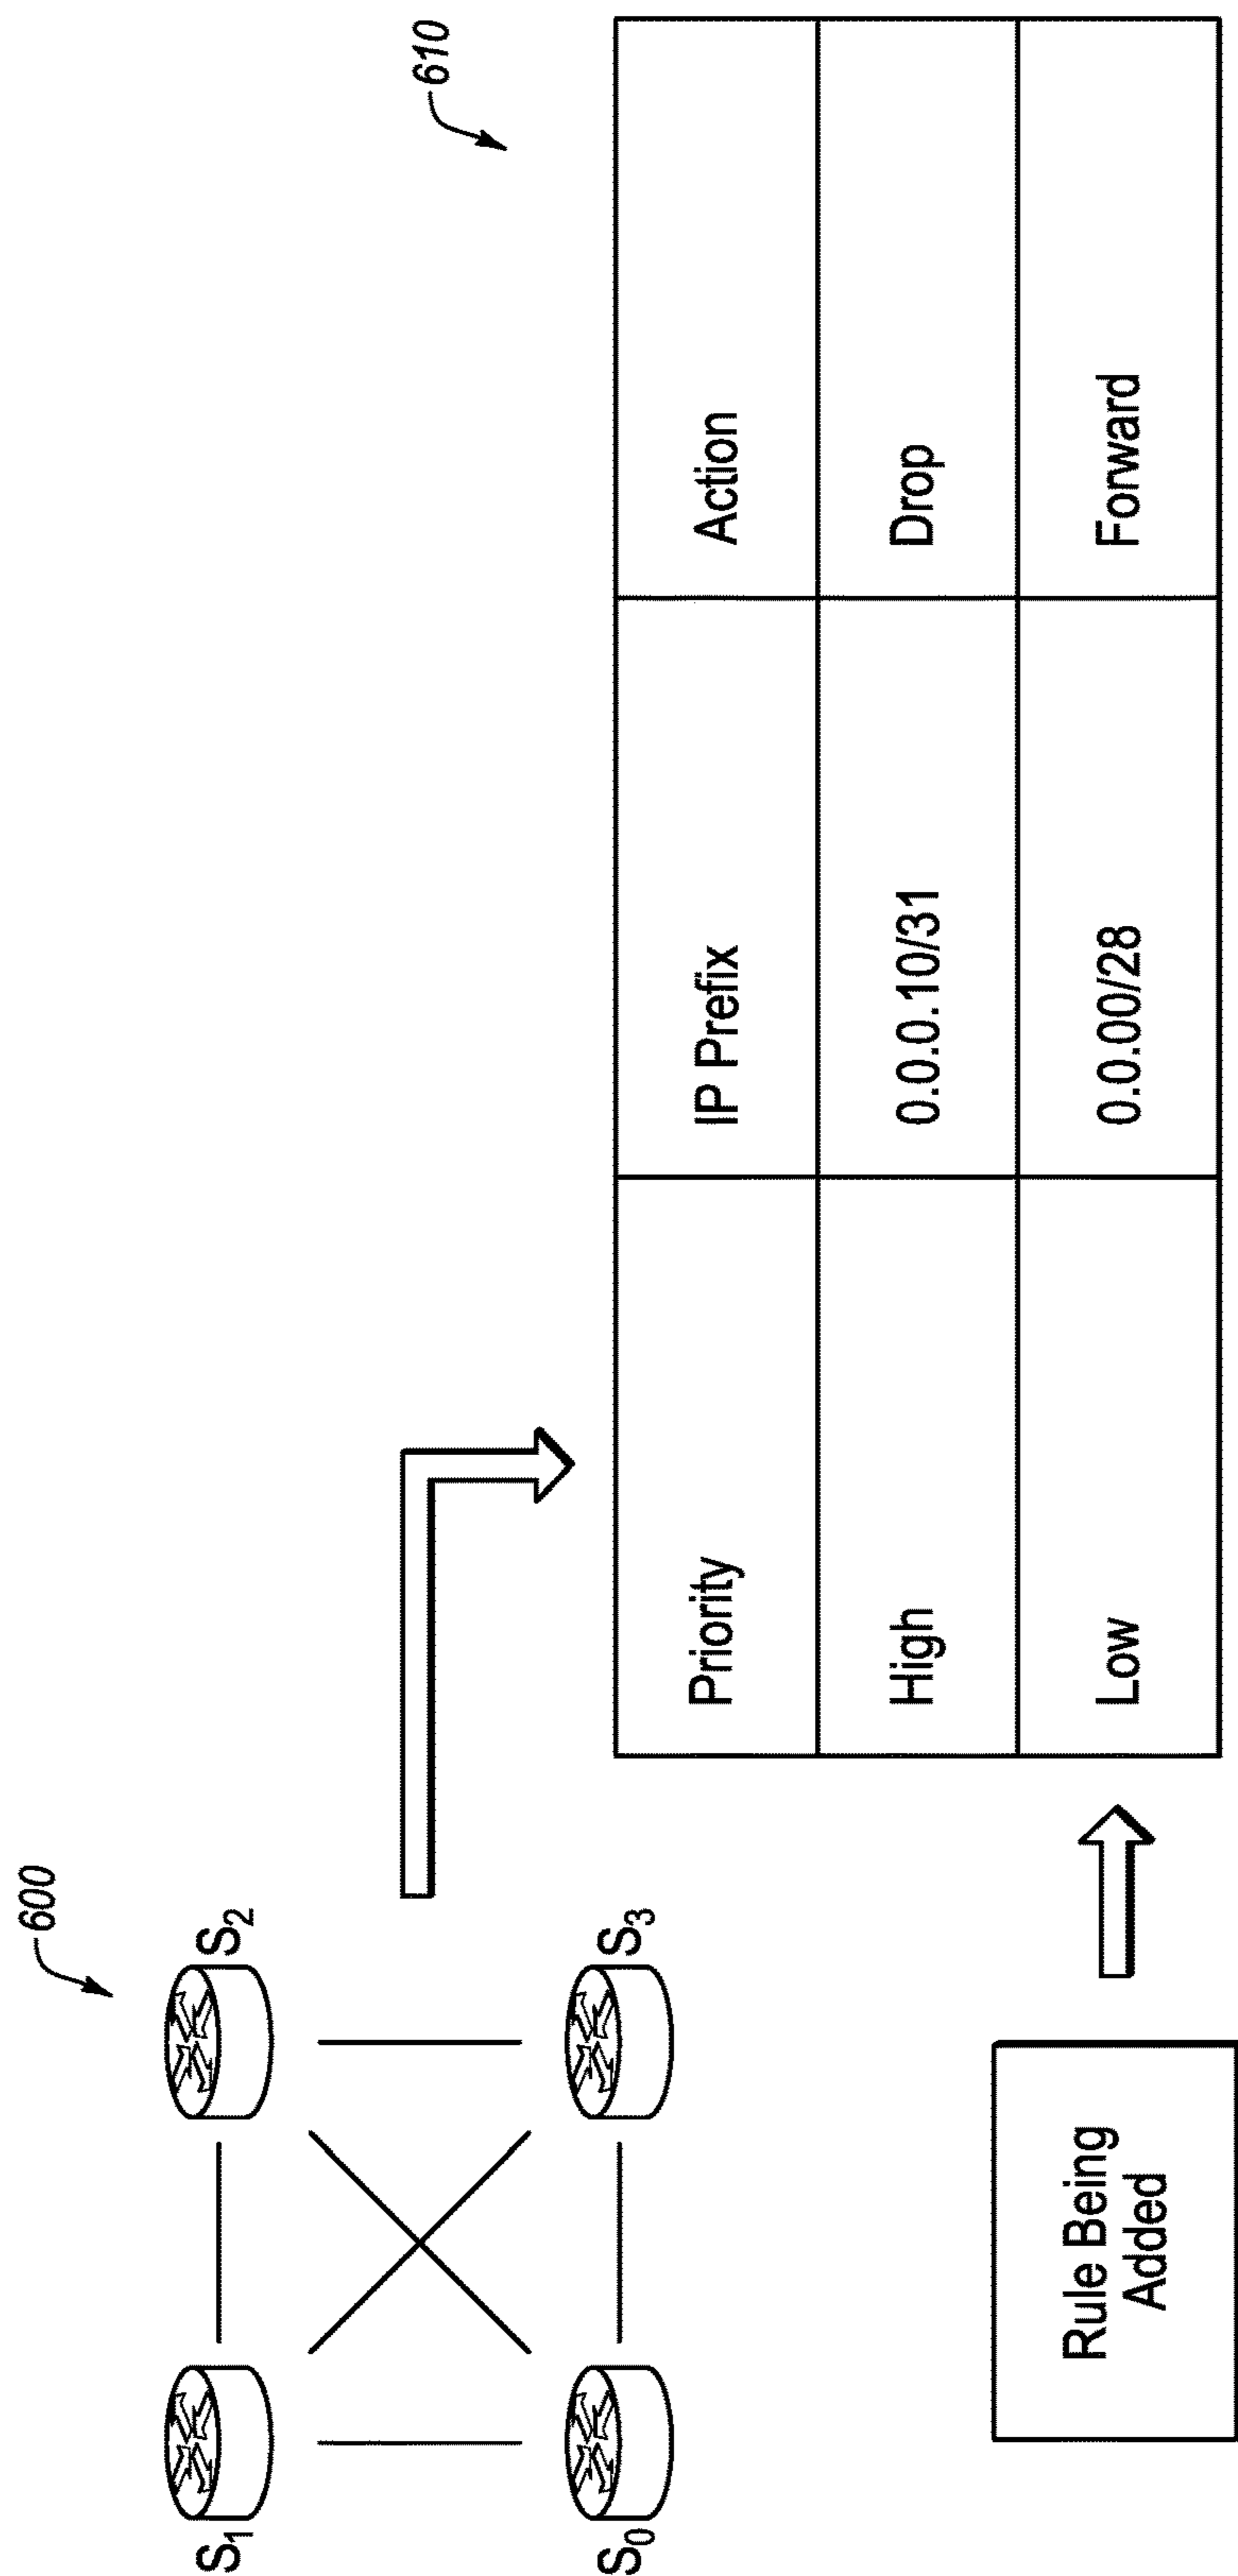 600
S1
S2
S0
S3
610
Priority
IP Prefix
Action
High
0.0.0.10/31
Drop
Low
0.0.00/28
Forward
Rule Being
Added